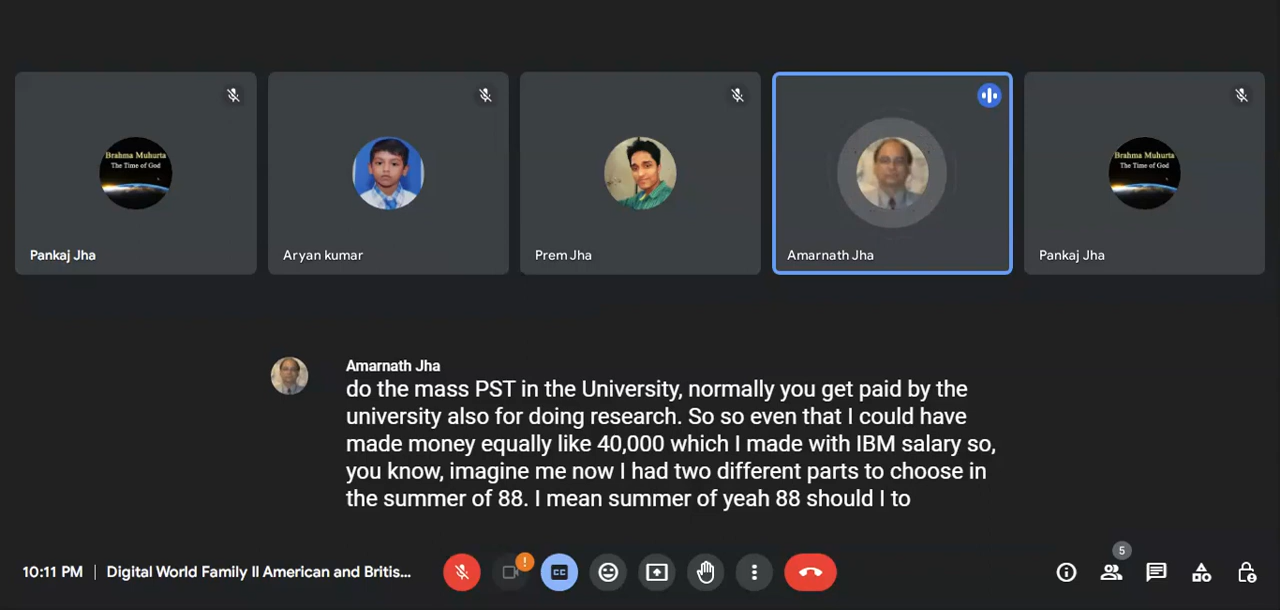 Brahma Muhurta
The Time of God
Pankaj Jha
Aryan kumar
Prem Jha
Amarnath Jha
Brahma Muhurta
The Time of God
Pankaj Jha
Amarnath Jha
do the mass PST in the University, normally you get paid by the
university also for doing research. So so even that I could have
made money equally like 40,000 which I made with IBM salary so,
you know, imagine me now I had two different parts to choose in
the summer of 88. I mean summer of yeah 88 should I to
10:11 PM | Digital World Family II American and Britis...
!
CC
5